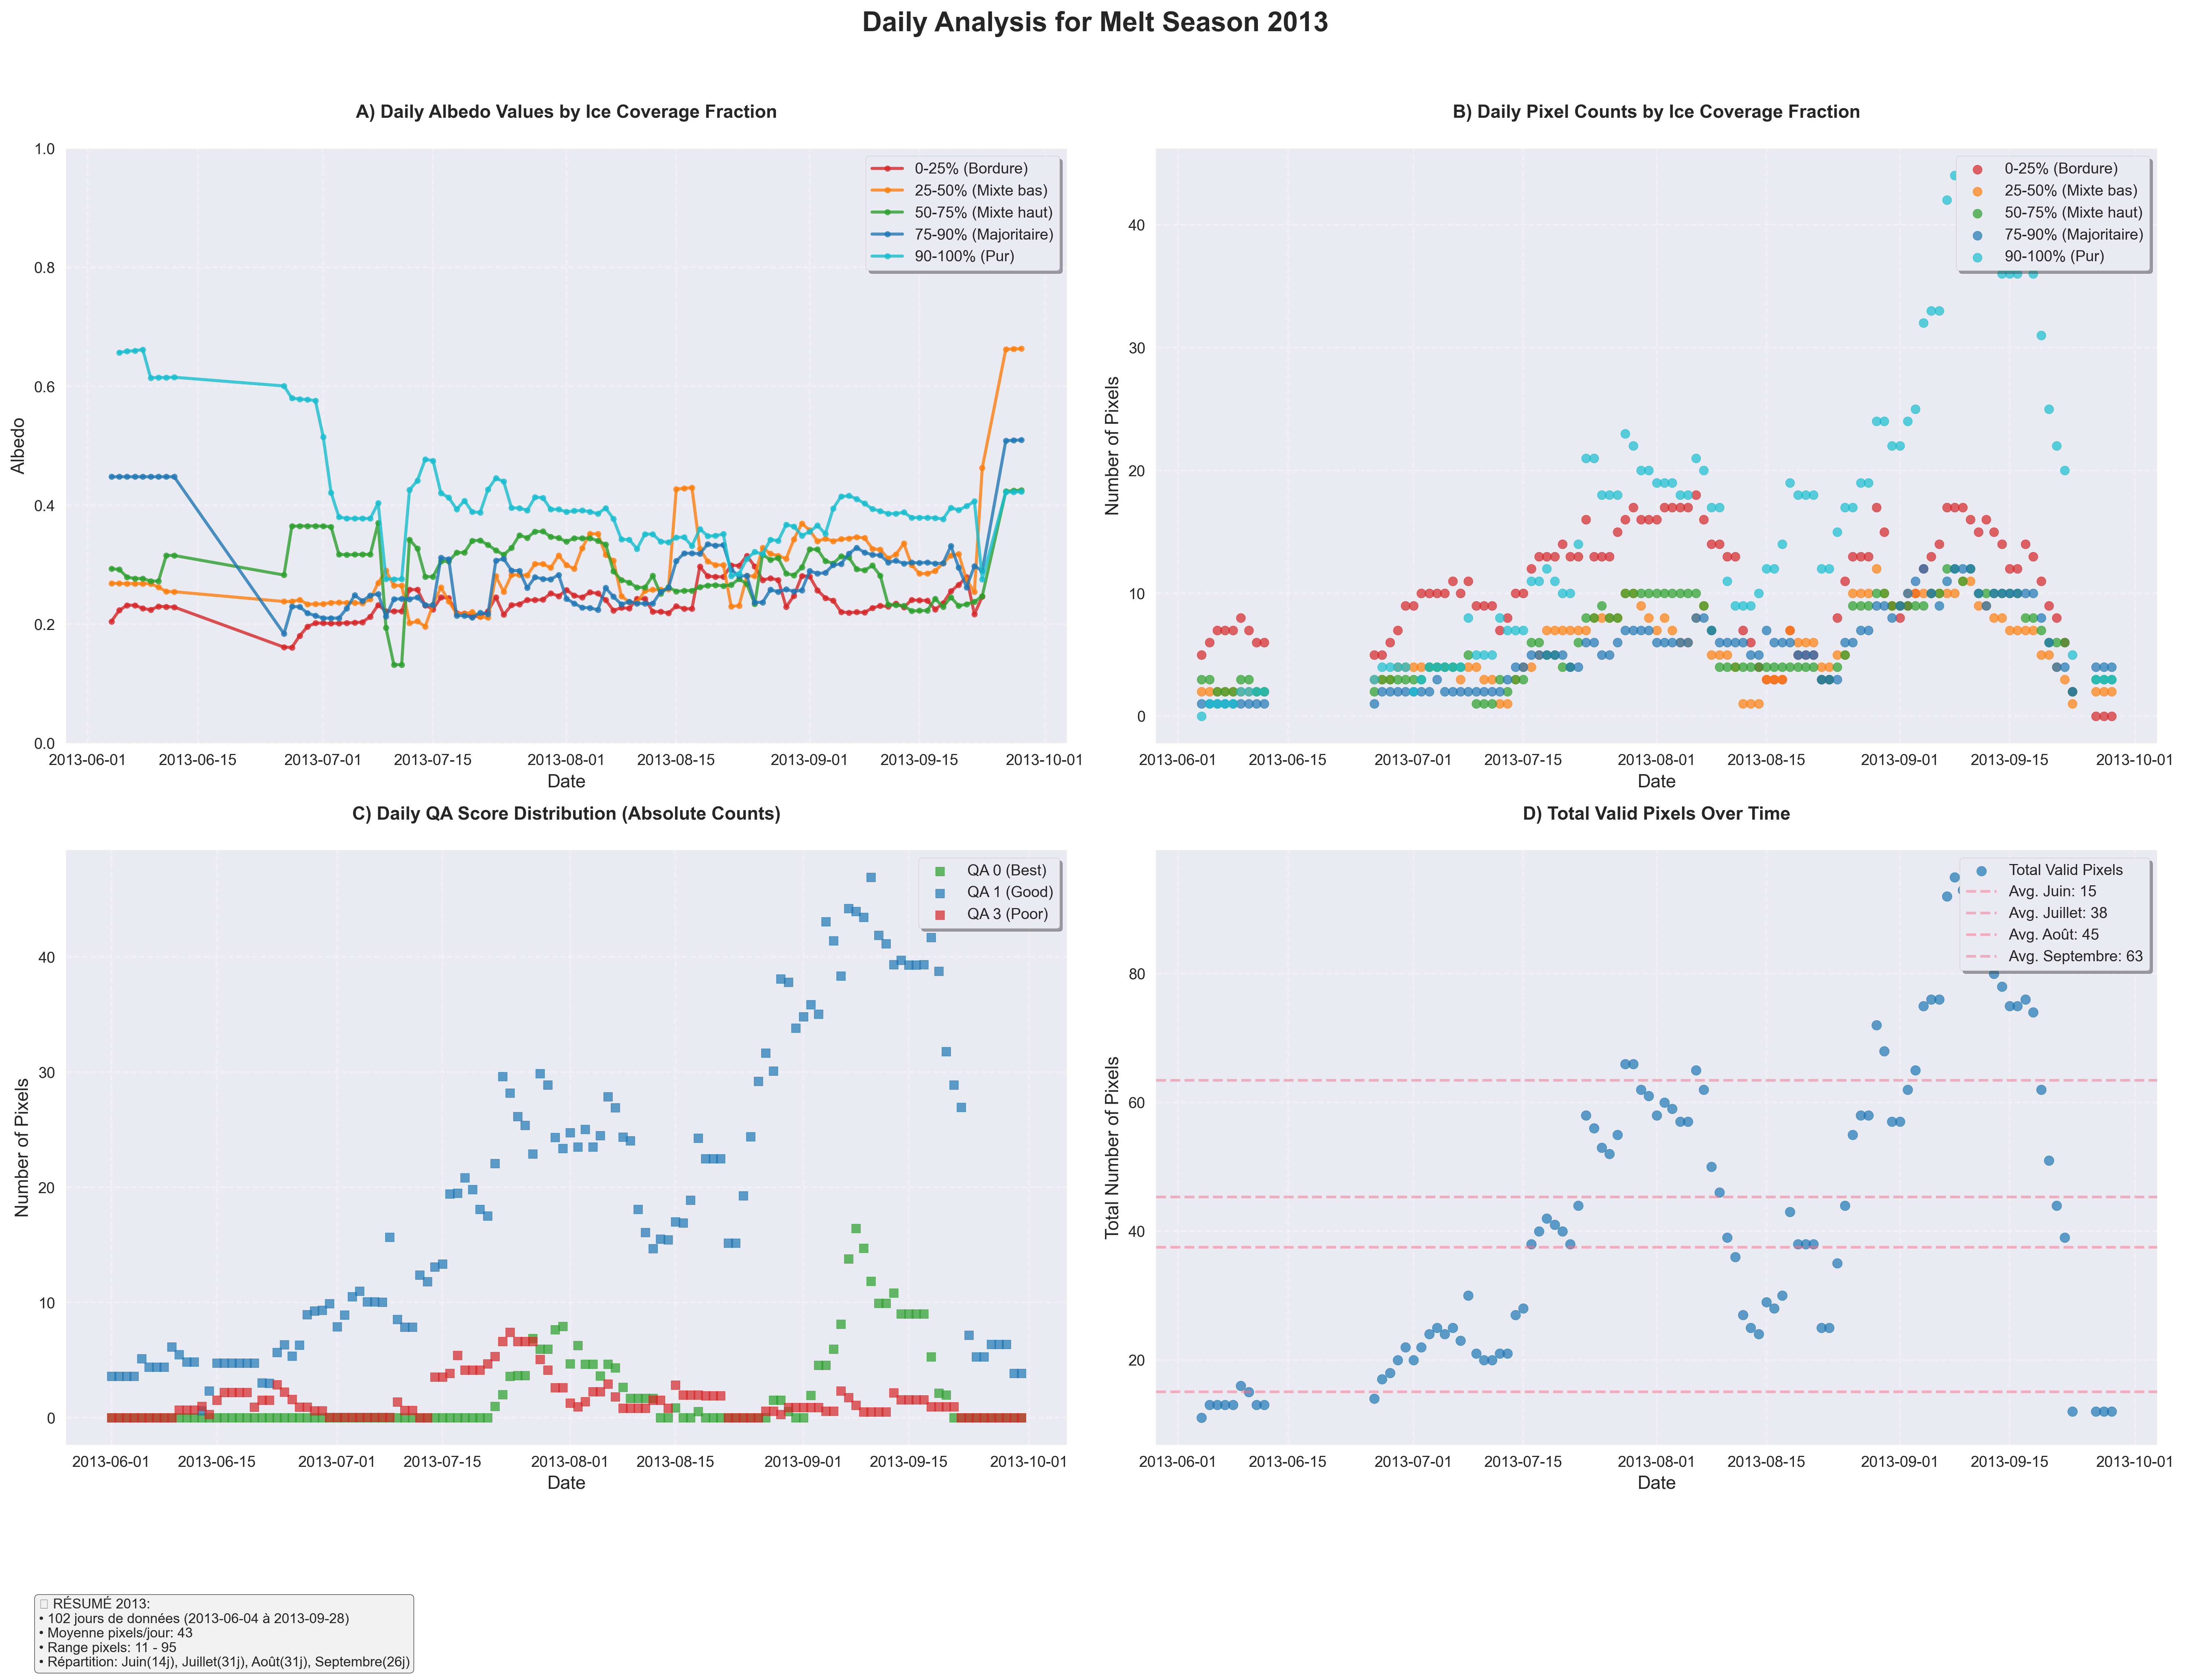 Daily Analysis for Melt Season 2013
A) Daily Albedo Values by Ice Coverage Fraction
1.0
0.8
0.6
0.4
0.2
0.0
Albedo
0-25% (Bordure)
25-50% (Mixte bas)
50-75% (Mixte haut)
75-90% (Majoritaire)
90-100% (Pur)
2013-06-01 2013-06-15 2013-07-01 2013-07-15 2013-08-01 2013-08-15 2013-09-01 2013-09-15 2013-10-01
Date
B) Daily Pixel Counts by Ice Coverage Fraction
40
30
20
10
0
Number of Pixels
0-25% (Bordure)
25-50% (Mixte bas)
50-75% (Mixte haut)
75-90% (Majoritaire)
90-100% (Pur)
2013-06-01 2013-06-15 2013-07-01 2013-07-15 2013-08-01 2013-08-15 2013-09-01 2013-09-15 2013-10-01
Date
C) Daily QA Score Distribution (Absolute Counts)
40
30
20
10
0
Number of Pixels
QA 0 (Best)
QA 1 (Good)
QA 3 (Poor)
2013-06-01 2013-06-15 2013-07-01 2013-07-15 2013-08-01 2013-08-15 2013-09-01 2013-09-15 2013-10-01
Date
D) Total Valid Pixels Over Time
80
60
40
20
Total Number of Pixels
Total Valid Pixels
Avg. Juin: 15
Avg. Juillet: 38
Avg. Août: 45
Avg. Septembre: 63
2013-06-01 2013-06-15 2013-07-01 2013-07-15 2013-08-01 2013-08-15 2013-09-01 2013-09-15 2013-10-01
Date
RÉSUMÉ 2013:
• 102 jours de données (2013-06-04 à 2013-09-28)
• Moyenne pixels/jour: 43
• Range pixels: 11 - 95
• Répartition: Juin(14j), Juillet(31j), Août(31j), Septembre(26j)